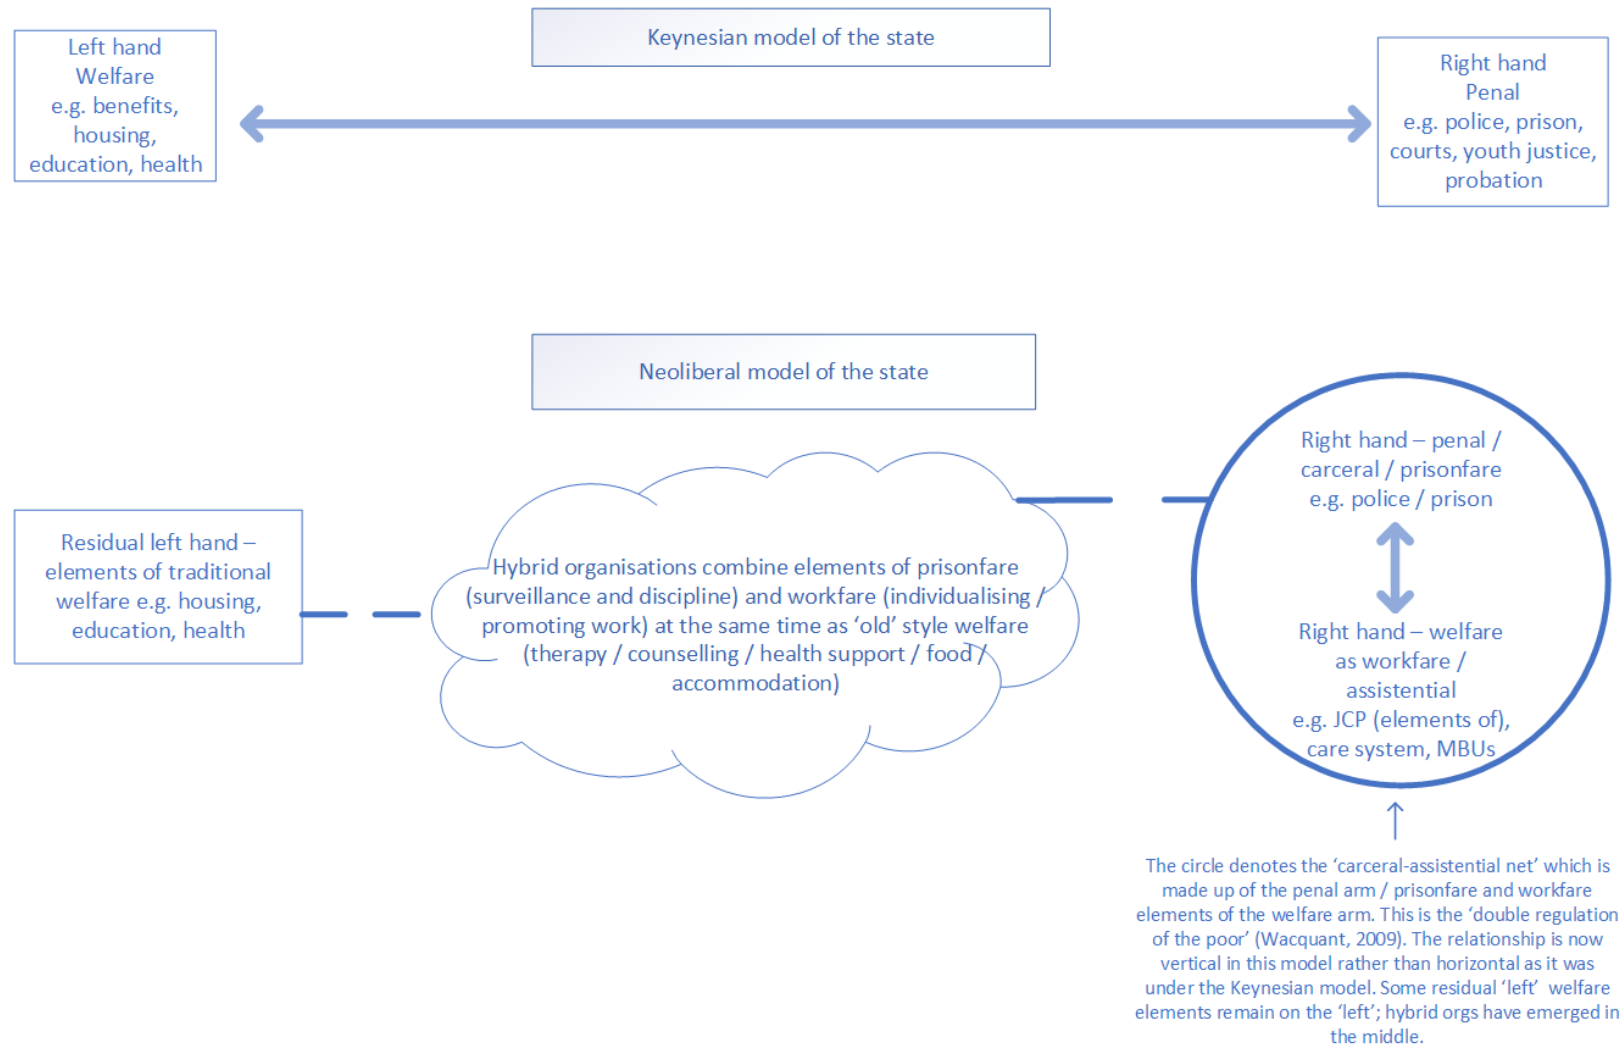 Keynesian model of the state
Left hand
Welfare
e.g. benefits,
housing,
education, health
Right hand
Penal
e.g. police, prison,
courts, youth justice,
probation
Neoliberal model of the state
Residual left hand –
elements of traditional
welfare e.g. housing,
education, health
Hybrid organisations combine elements of prisonfare
(surveillance and discipline) and workfare (individualising /
promoting work) at the same time as ‘old’ style welfare
(therapy / counselling / health support / food /
accommodation)
Right hand – penal /
carceral / prisonfare
e.g. police / prison
Right hand – welfare
as workfare /
assistential
e.g. JCP (elements of),
care system, MBUs
The circle denotes the ‘carceral-assistential net’ which is
made up of the penal arm / prisonfare and workfare
elements of the welfare arm. This is the ‘double regulation
of the poor’ (Wacquant, 2009). The relationship is now
vertical in this model rather than horizontal as it was
under the Keynesian model. Some residual ‘left’ welfare
elements remain on the ‘left’; hybrid orgs have emerged in
the middle.